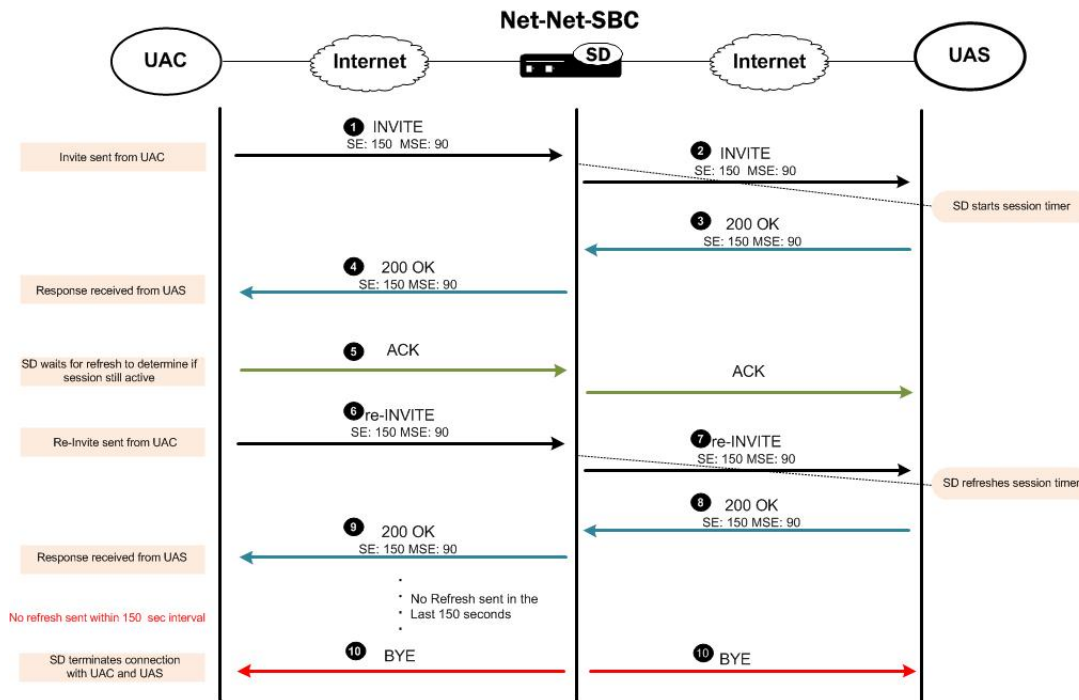 Net-Net-SBC
UAC
Internet
SD
Internet
UAS
1 INVITE
SE: 150 MSE: 90
Invite sent from UAC
2 INVITE
SE: 150 MSE: 90
SD starts session timer
3 200 OK
SE: 150 MSE: 90
4 200 OK
SE: 150 MSE: 90
Response received from UAS
5 ACK
SD waits for refresh to determine if
session still active
ACK
6 re-INVITE
SE: 150 MSE: 90
Re-Invite sent from UAC
7 re-INVITE
SE: 150 MSE: 90
SD refreshes session timer
8 200 OK
SE: 150 MSE: 90
9 200 OK
SE: 150 MSE: 90
Response received from UAS
No Refresh sent in the
Last 150 seconds
No refresh sent within 150 sec interval
10 BYE
10 BYE
SD terminates connection
with UAC and UAS